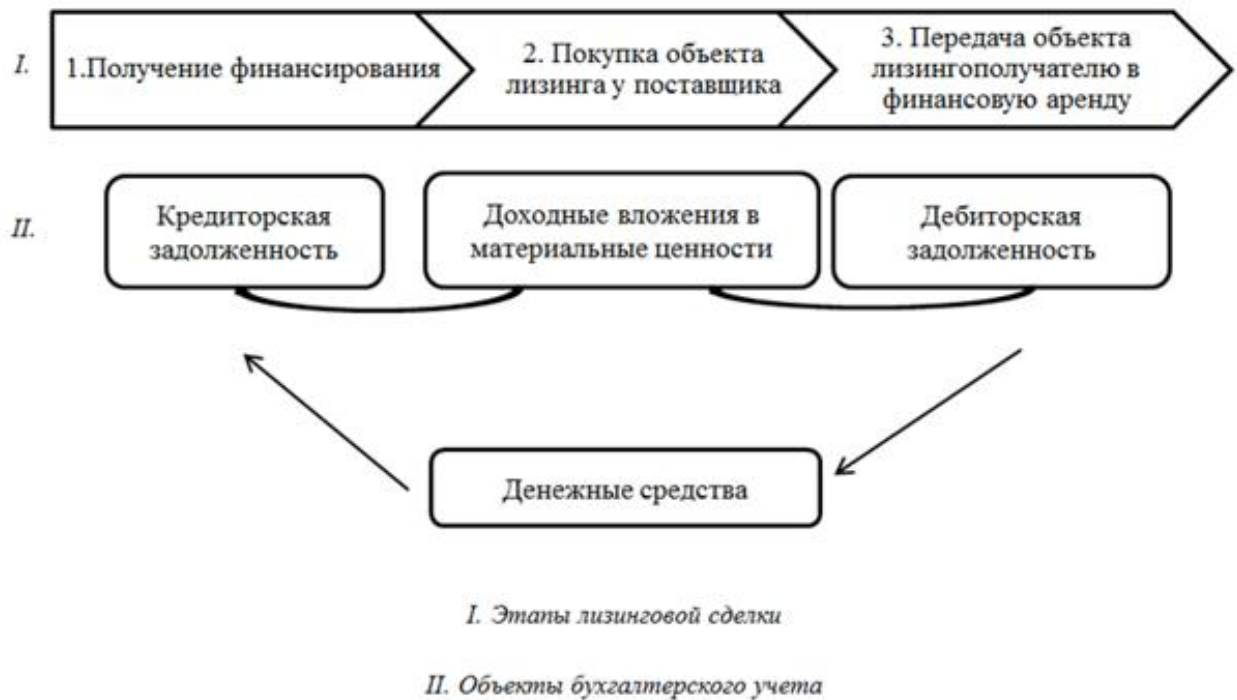 I.
1.Получение финансирования
2. Покупка объекта
лизинга у поставщика
3. Передача объекта
лизингополучателю в
финансовую аренду
II.
Кредиторская
задолженность
Доходные вложения в
материальные ценности
Дебиторская
задолженность
Денежные средства
I. Этапы лизинговой сделки
II. Объекты бухгалтерского учета